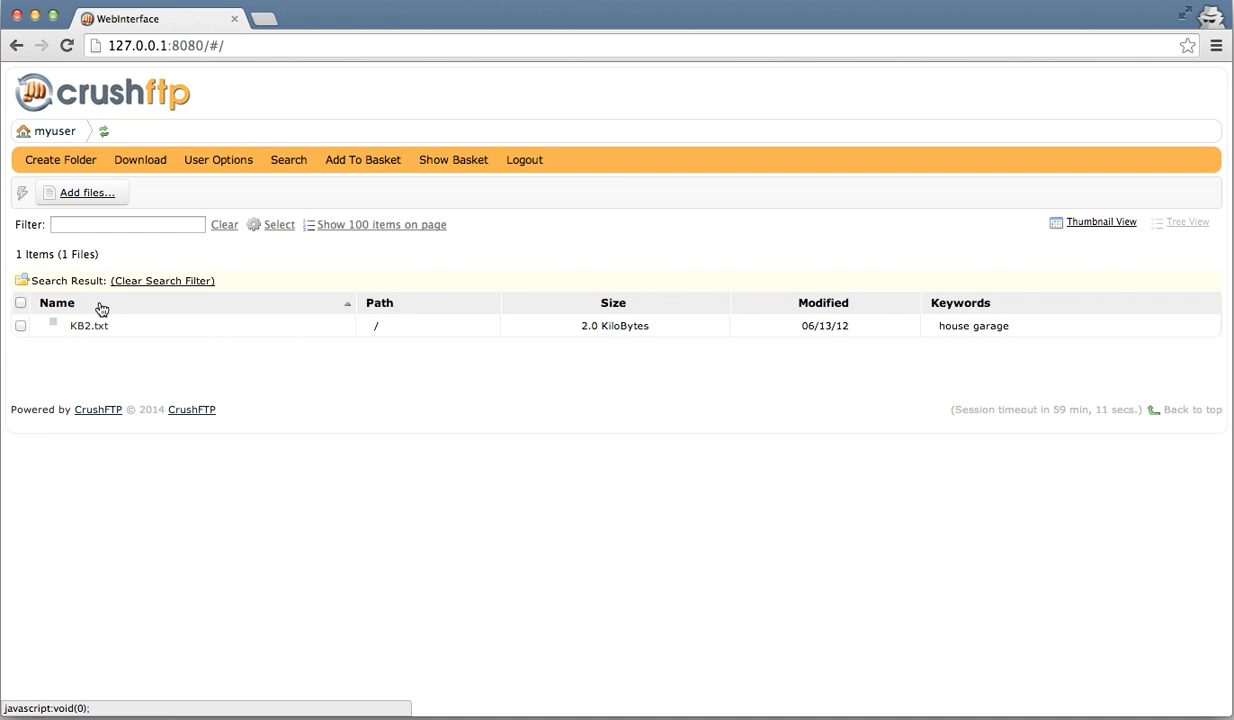 WebInterface
127.0.0.1:8080/#/
crushftp
myuser
Create Folder Download User Options Search Add To Basket Show Basket Logout
Add files...
Filter: Clear Select Show 100 items on page Thumbnail View Tree View
1 Items (1 Files)
Search Result: (Clear Search Filter)
Name Path Size Modified Keywords
KB2.txt / 2.0 KiloBytes 06/13/12 house garage
Powered by CrushFTP © 2014 CrushFTP (Session timeout in 59 min, 11 secs.) Back to top
javascript:void(0);